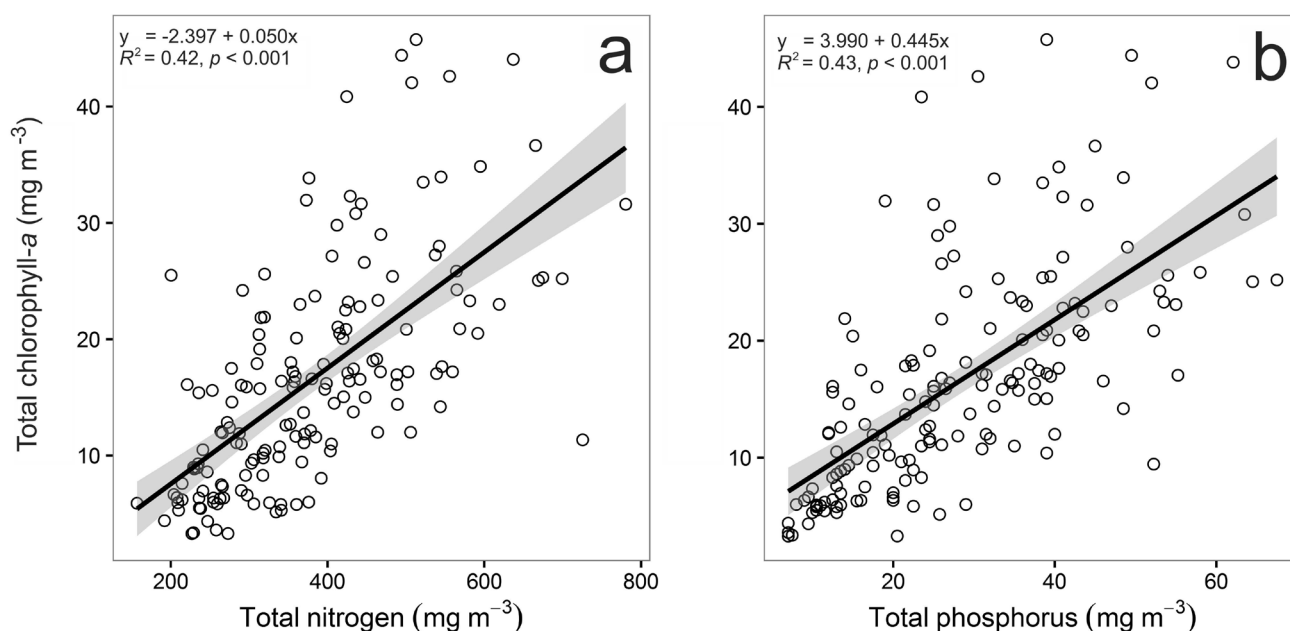 y = -2.397 + 0.050x
R² = 0.42, p < 0.001
a
y = 3.990 + 0.445x
R² = 0.43, p < 0.001
b
Total chlorophyll-a (mg m⁻³)
40
30
20
10
40
30
20
10
200 400 600 800
20 40 60
Total nitrogen (mg m⁻³)
Total phosphorus (mg m⁻³)